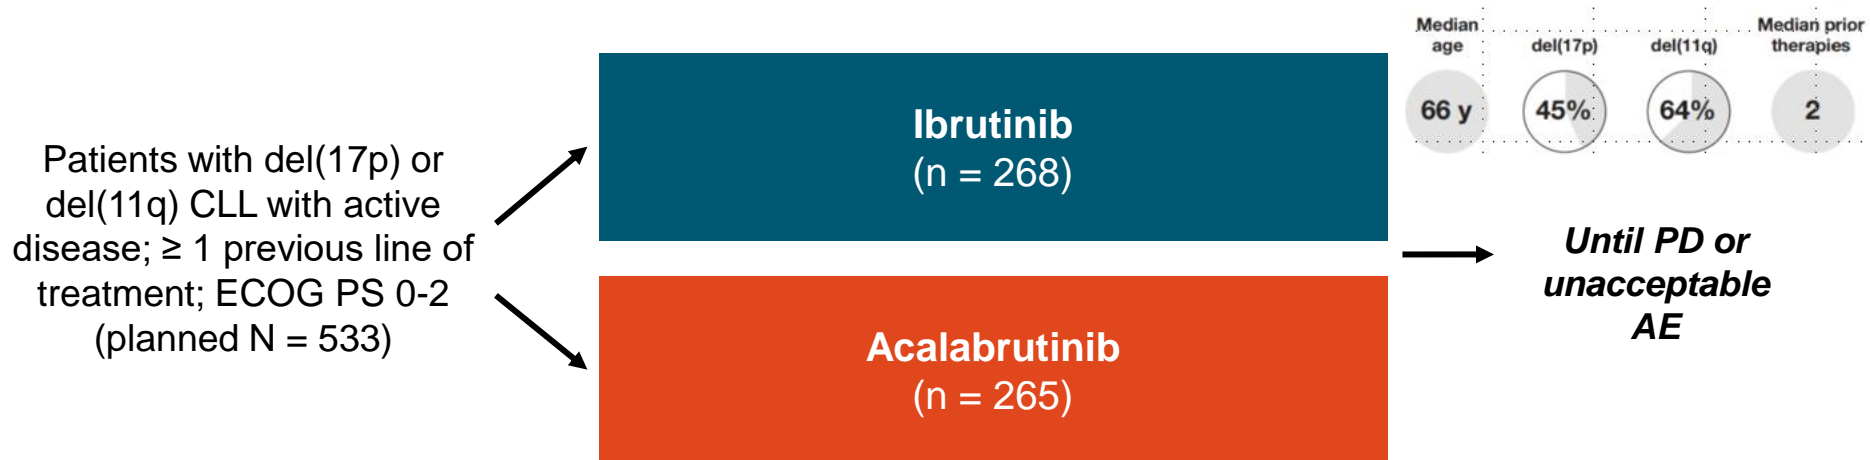 Patients with del(17p) or
del(11q) CLL with active
disease; ≥ 1 previous line of
treatment; ECOG PS 0-2
(planned N = 533)
Ibrutinib
(n = 268)
Acalabrutinib
(n = 265)
Median
age
66 y
del(17p)
45%
del(11q)
64%
Median prior
therapies
2
Until PD or
unacceptable
AE